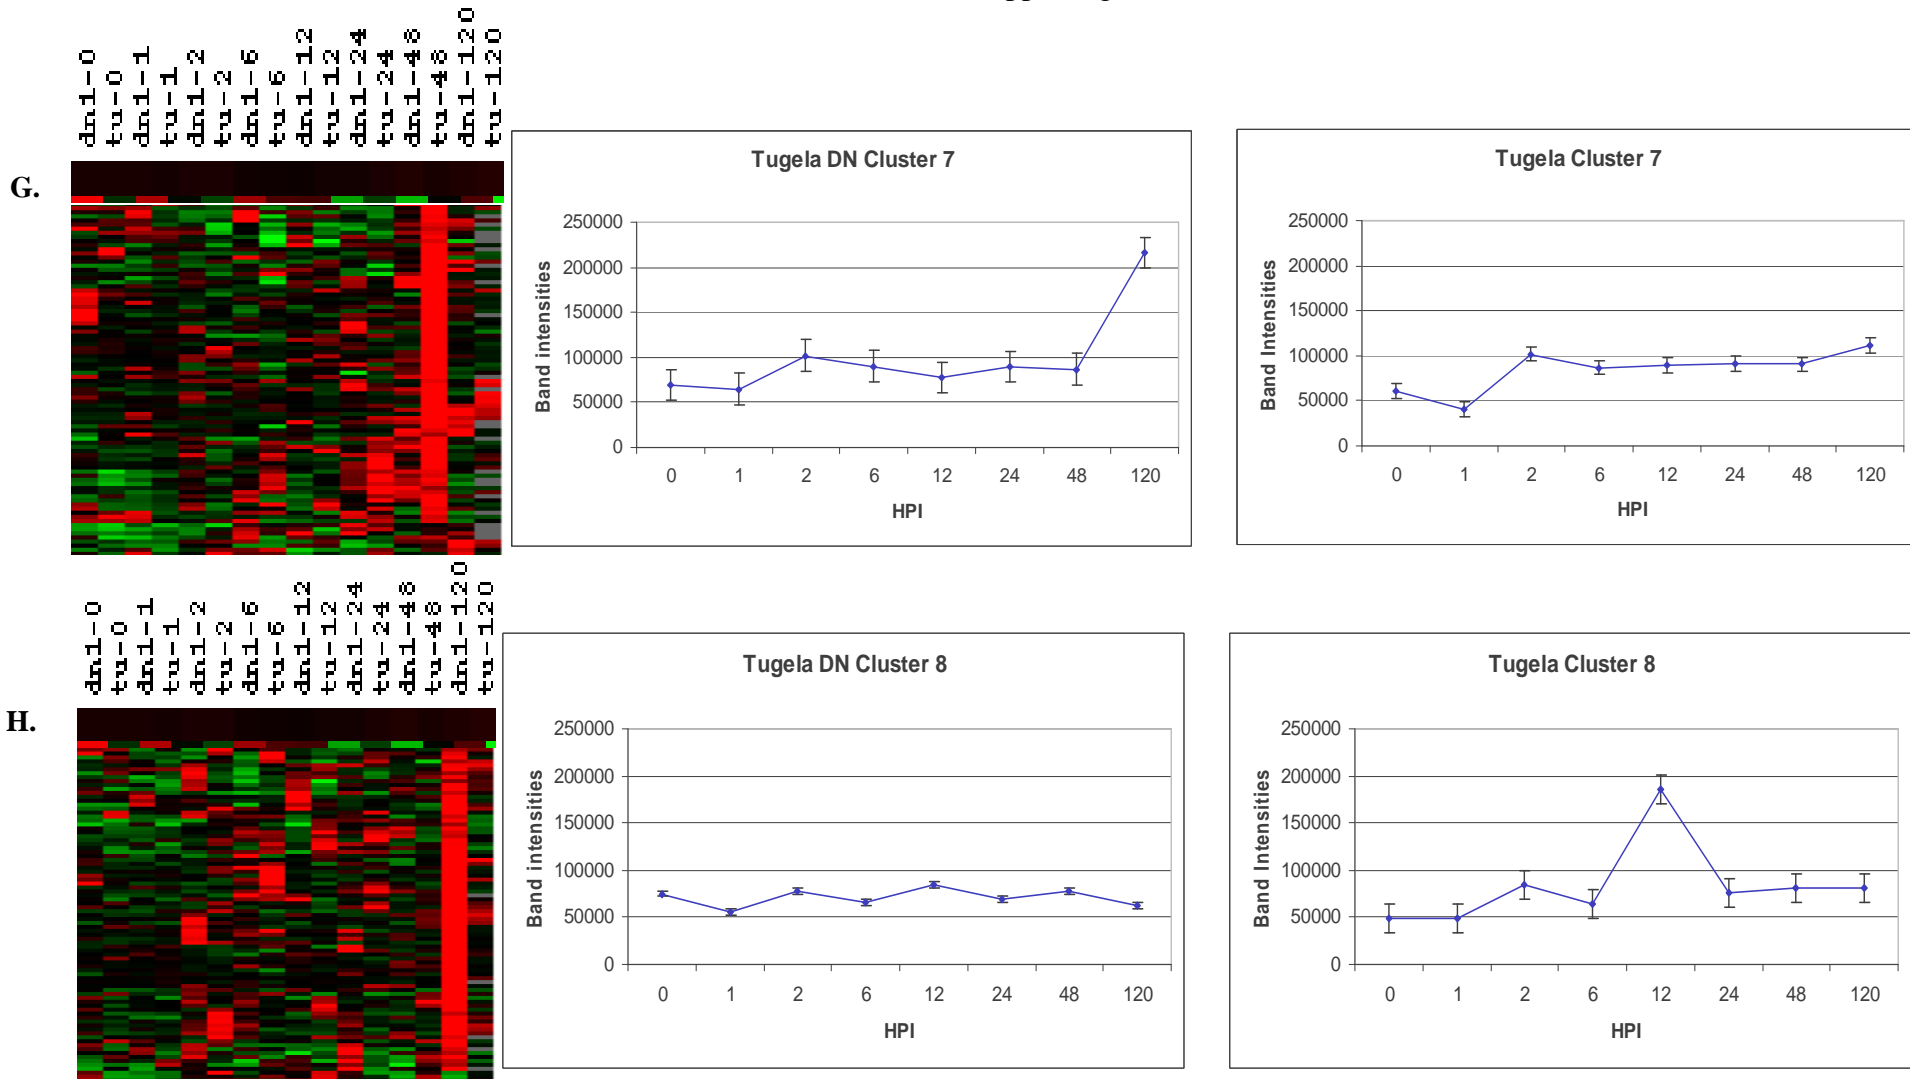 dn1-0 tu-0 dn1-1 tu-1 dn1-2 tu-2 dn1-6 tu-6 dn1-12 tu-12 dn1-24 tu-24 dn1-48 tu-48 dn1-120 tu-120
G.
Tugela DN Cluster 7
Band intensities
250000
200000
150000
100000
50000
0
0 1 2 6 12 24 48 120
HPI
Tugela Cluster 7
Band Intensities
250000
200000
150000
100000
50000
0
0 1 2 6 12 24 48 120
HPI
dn1-0 tu-0 dn1-1 tu-1 dn1-2 tu-2 dn1-6 tu-6 dn1-12 tu-12 dn1-24 tu-24 dn1-48 tu-48 dn1-120 tu-120
H.
Tugela DN Cluster 8
Band intensities
250000
200000
150000
100000
50000
0
0 1 2 6 12 24 48 120
HPI
Tugela Cluster 8
Band Intensities
250000
200000
150000
100000
50000
0
0 1 2 6 12 24 48 120
HPI